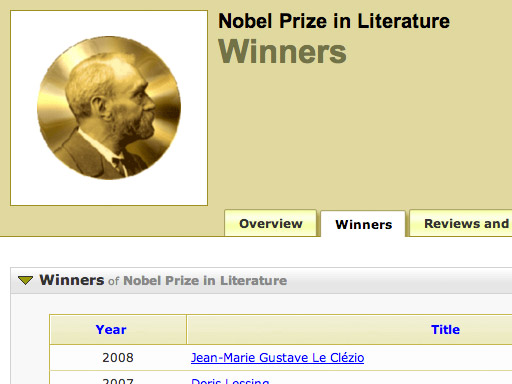 Nobel Prize in Literature
Winners
Overview Winners Reviews and
Winners of Nobel Prize in Literature
Year Title
2008 Jean-Marie Gustave Le Clézio
2007 Doris Lessing